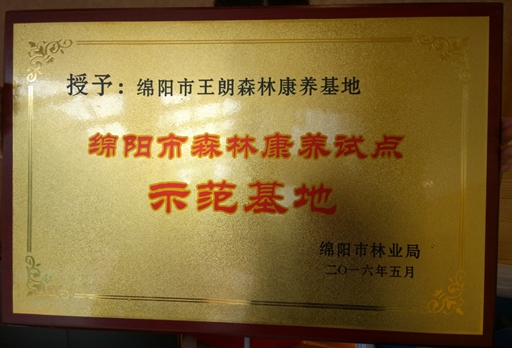 授予：绵阳市王朗森林康养基地
绵阳市森林康养试点
示范基地
绵阳市林业局
二〇一六年五月